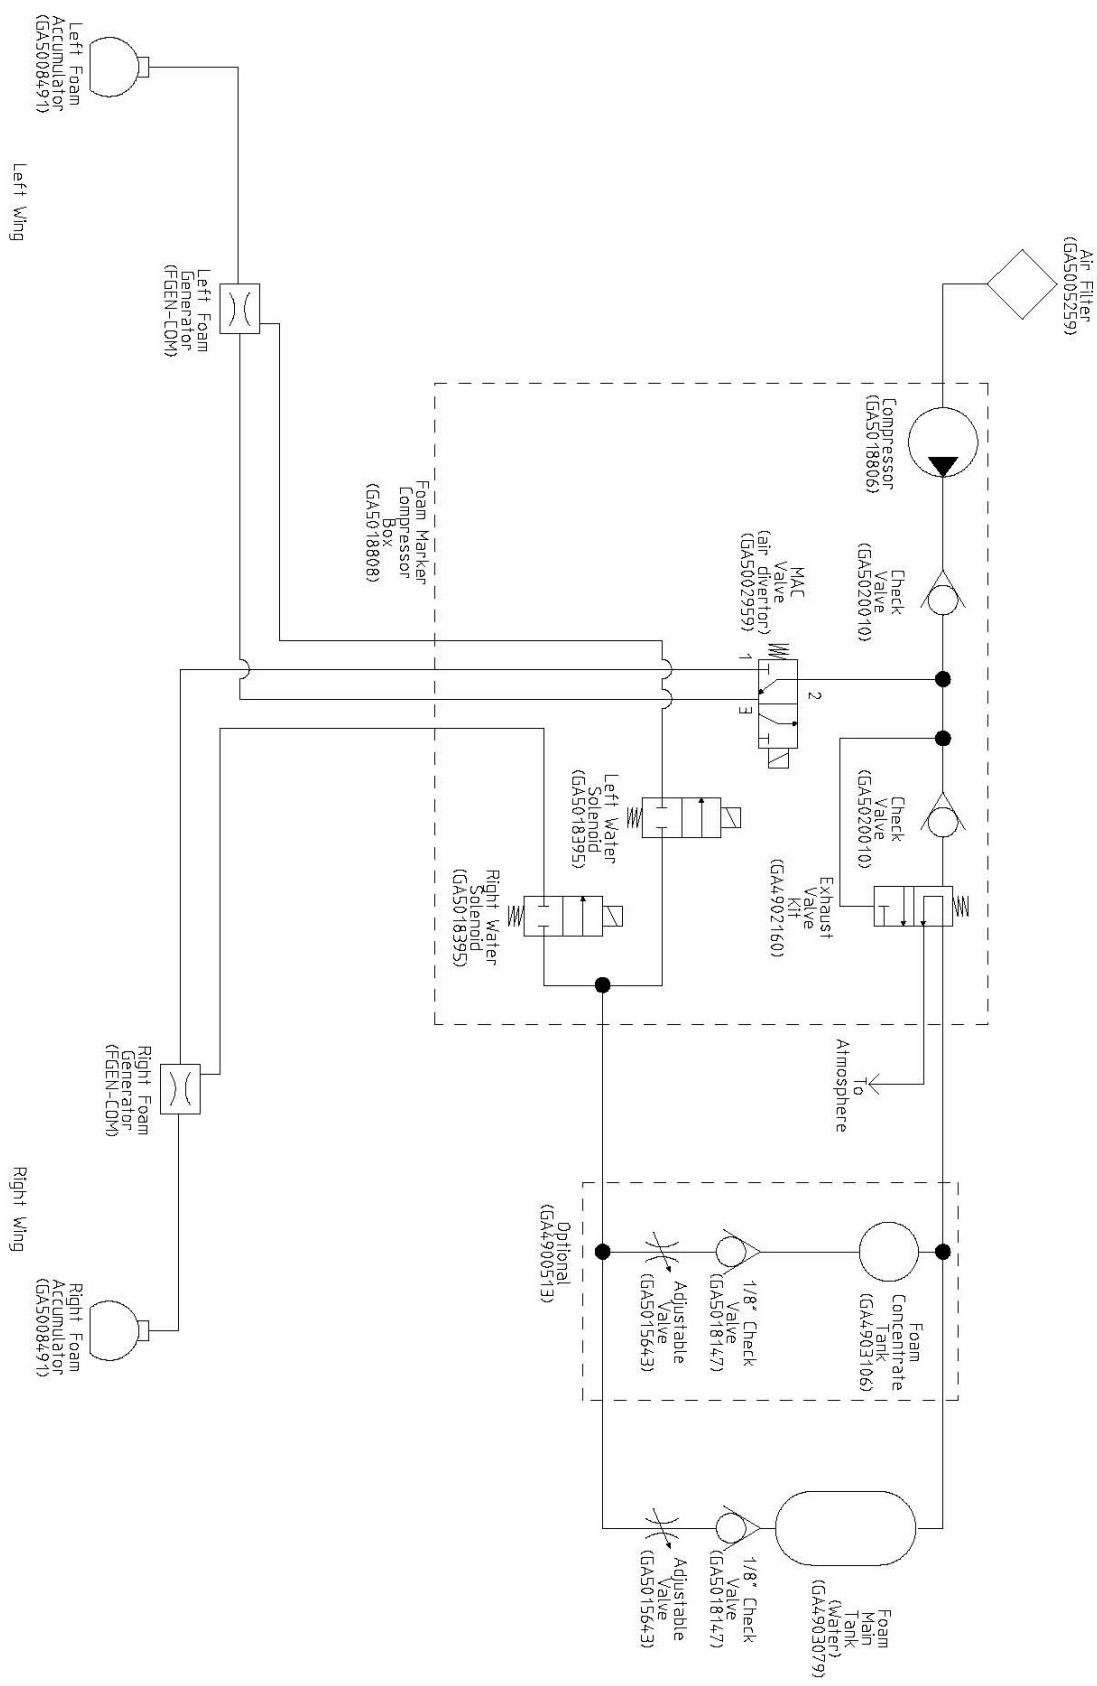 Air Filter
(GA5005259)
Compressor
(GA5018806)
Check
Valve
(GA5020010)
Check
Valve
(GA5020010)
MAC
Valve
(air divertor)
(GA5002959)
1
2
3
Exhaust
Valve
Kit
(GA4902160)
Left Water
Solenoid
(GA5018395)
Right Water
Solenoid
(GA5018395)
Foam Marker
Compressor
Box
(GA5018808)
To
Atmosphere
Foam
Concentrate
Tank
(GA4903106)
1/8" Check
Valve
(GA5018147)
Adjustable
Valve
(GA5015643)
Optional
(GA4900513)
Foam
Main
Tank
(Water)
(GA4903079)
1/8" Check
Valve
(GA5018147)
Adjustable
Valve
(GA5015643)
Left Foam
Generator
(FGEN-COM)
Right Foam
Generator
(FGEN-COM)
Left Foam
Accumulator
(GA5008491)
Left Wing
Right Wing
Right Foam
Accumulator
(GA5008491)